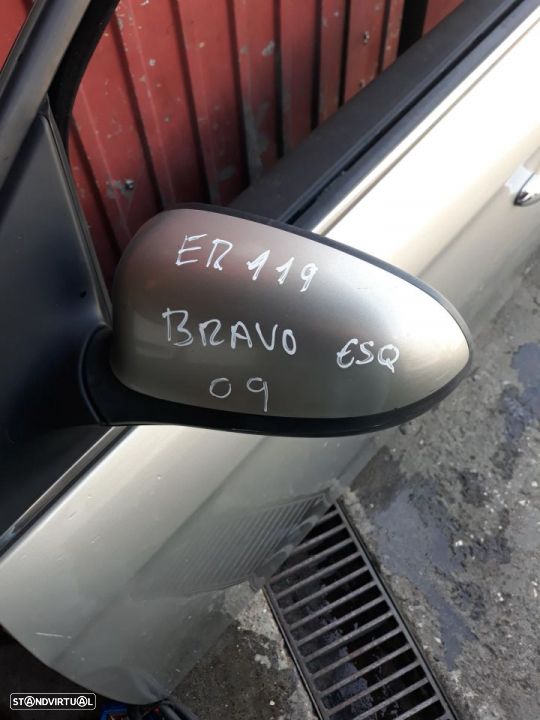 ER 119
BRAVO ESQ
09
STANDVIRTUAL